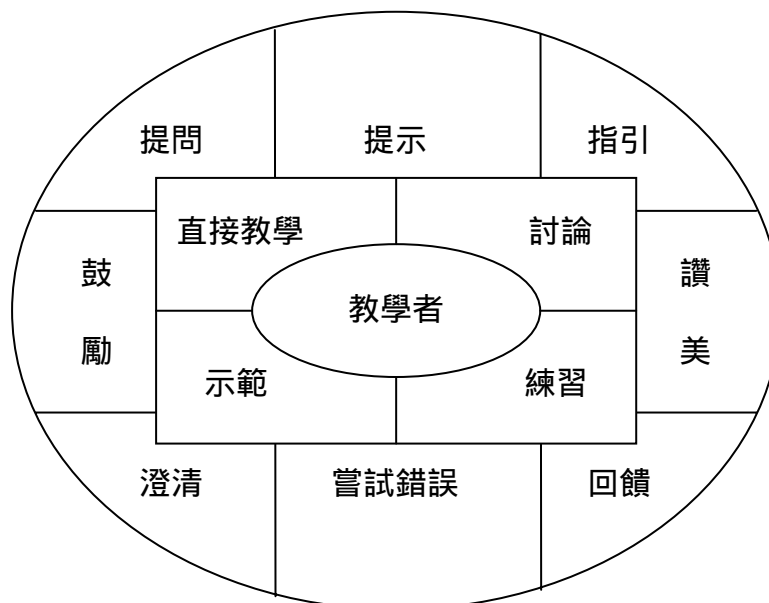 提問
提示
指引
直接教學
討論
鼓
勵
教學者
讚
美
示範
練習
澄清
嘗試錯誤
回饋